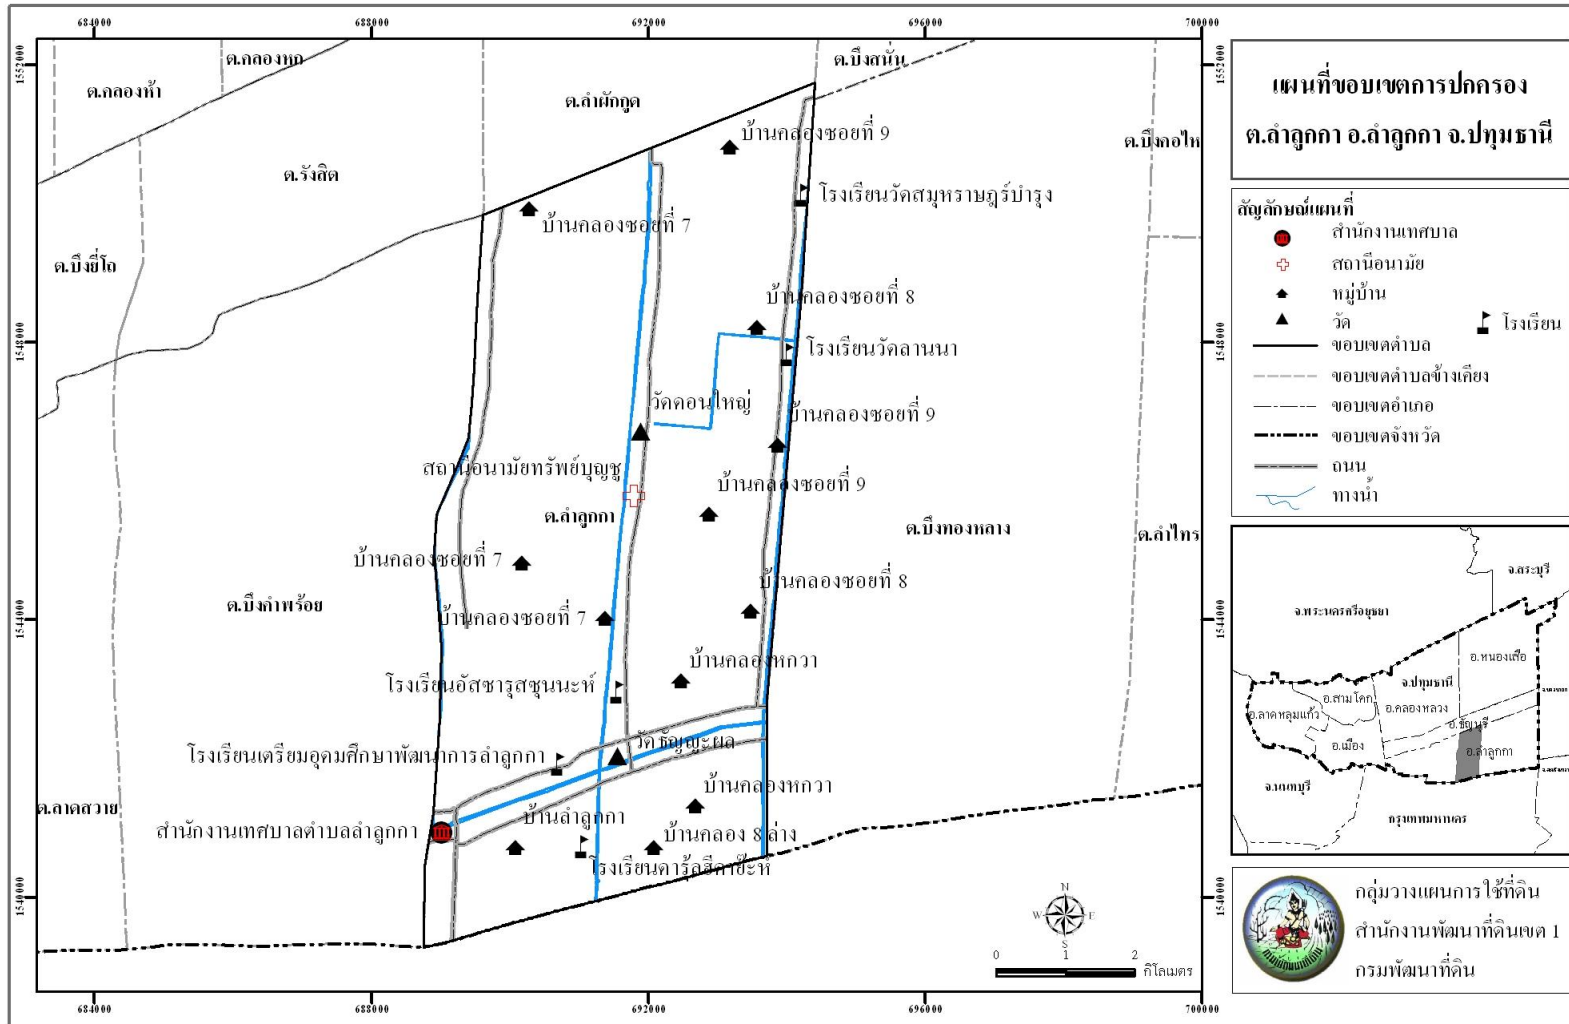 684000
688000
692000
696000
700000
1552000
1552000
ต.คลองหก
ต.คลองห้า
ต.ลำผักกูด
ต.บึงสนั่น
บ้านคลองซอยที่ 9
ต.บึงคอไห
ต.รังสิต
โรงเรียนวัดสมุหราษฎร์บำรุง
บ้านคลองซอยที่ 7
ต.บึงยี่โถ
บ้านคลองซอยที่ 8
1548000
1548000
โรงเรียนวัดลานนา
วัดดอนใหญ่
บ้านคลองซอยที่ 9
สถานีอนามัยทรัพย์บุญชู
บ้านคลองซอยที่ 9
ต.ลำลูกกา
ต.บึงทองหลาง
ต.ลำไทร
บ้านคลองซอยที่ 7
บ้านคลองซอยที่ 8
ต.บึงคำพร้อย
บ้านคลองซอยที่ 7
1544000
1544000
บ้านคลองหกวา
โรงเรียนอัสซารุสซุนนะห์
วัดธัญญะผล
โรงเรียนเตรียมอุดมศึกษาพัฒนาการลำลูกกา
ต.ลาดสวาย
บ้านคลองหกวา
บ้านลำลูกกา
สำนักงานเทศบาลตำบลลำลูกกา
บ้านคลอง 8 ล่าง
โรงเรียนดารุ้ลฮีดาย๊ะห์
1540000
1540000
N
W
E
S
0
1
2
กิโลเมตร
684000
688000
692000
696000
700000
แผนที่ขอบเขตการปกครอง
ต.ลำลูกกา อ.ลำลูกกา จ.ปทุมธานี
สัญลักษณ์แผนที่
สำนักงานเทศบาล
สถานีอนามัย
หมู่บ้าน
วัด
โรงเรียน
ขอบเขตตำบล
ขอบเขตตำบลข้างเคียง
ขอบเขตอำเภอ
ขอบเขตจังหวัด
ถนน
ทางน้ำ
จ.สระบุรี
จ.พระนครศรีอยุธยา
อ.หนองเสือ
จ.ปทุมธานี
อ.สามโคก
อ.คลองหลวง
อ.ลาดหลุมแก้ว
อ.ธัญบุรี
อ.เมือง
อ.ลำลูกกา
จ.นนทบุรี
กรุงเทพมหานคร
กลุ่มวางแผนการใช้ที่ดิน
สำนักงานพัฒนาที่ดินเขต 1
กรมพัฒนาที่ดิน